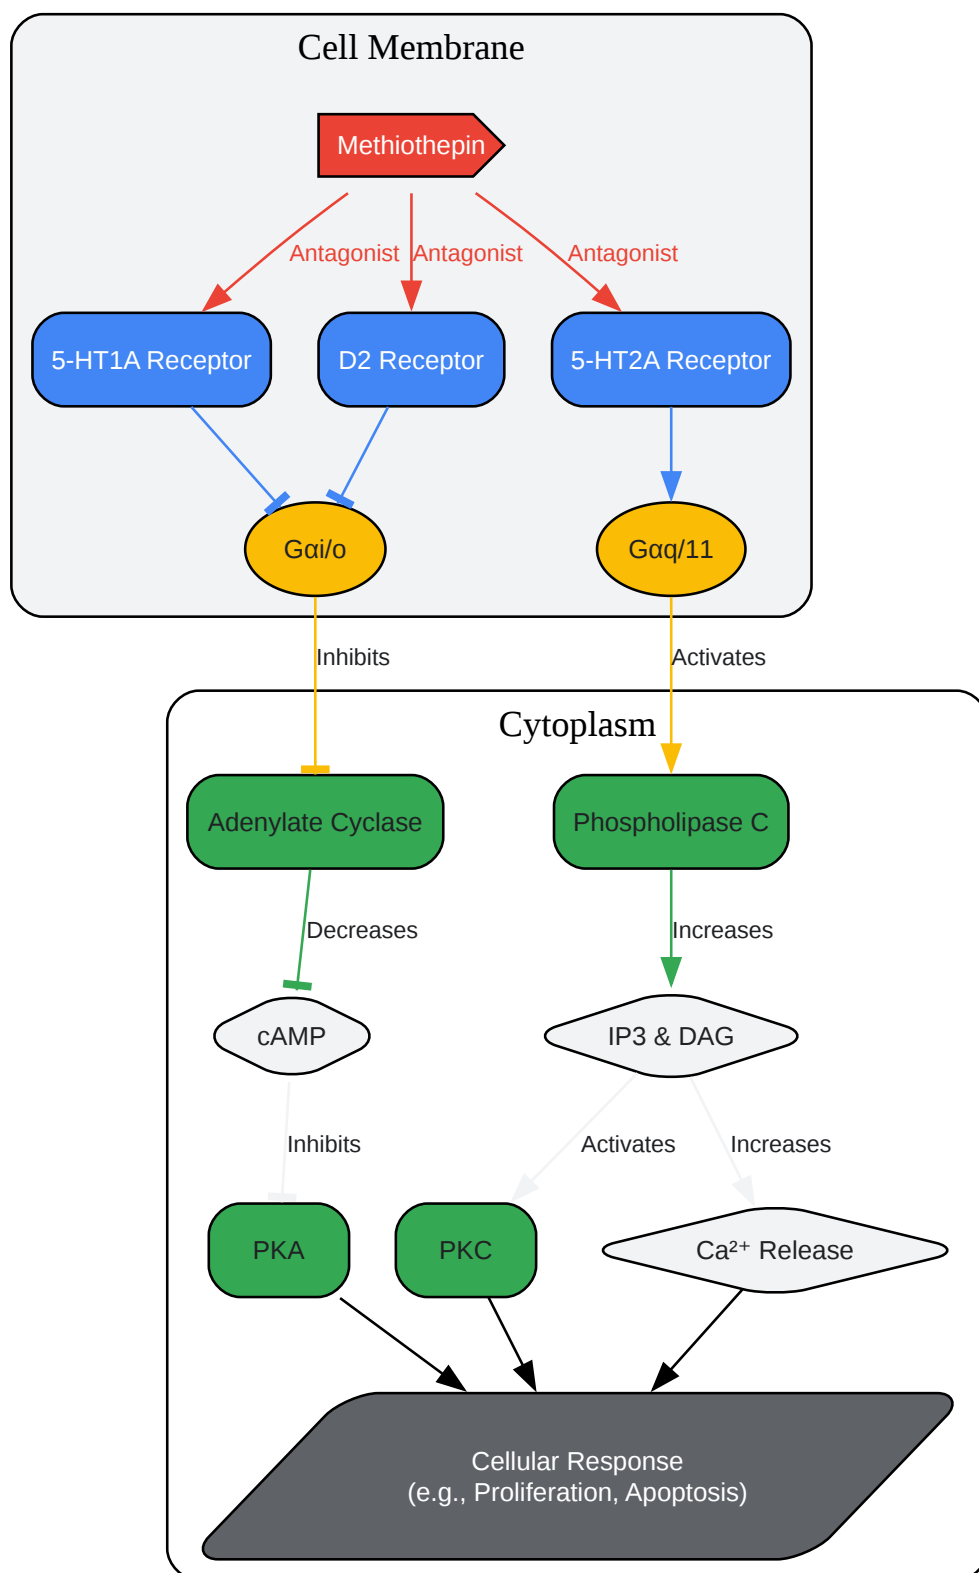 Cell Membrane
Methiothepin
Antagonist
Antagonist
Antagonist
5-HT1A Receptor
D2 Receptor
5-HT2A Receptor
Gαi/o
Gαq/11
Inhibits
Activates
Cytoplasm
Adenylate Cyclase
Phospholipase C
Decreases
Increases
cAMP
IP3 & DAG
Inhibits
Activates
Increases
PKA
PKC
Ca²⁺ Release
Cellular Response
(e.g., Proliferation, Apoptosis)